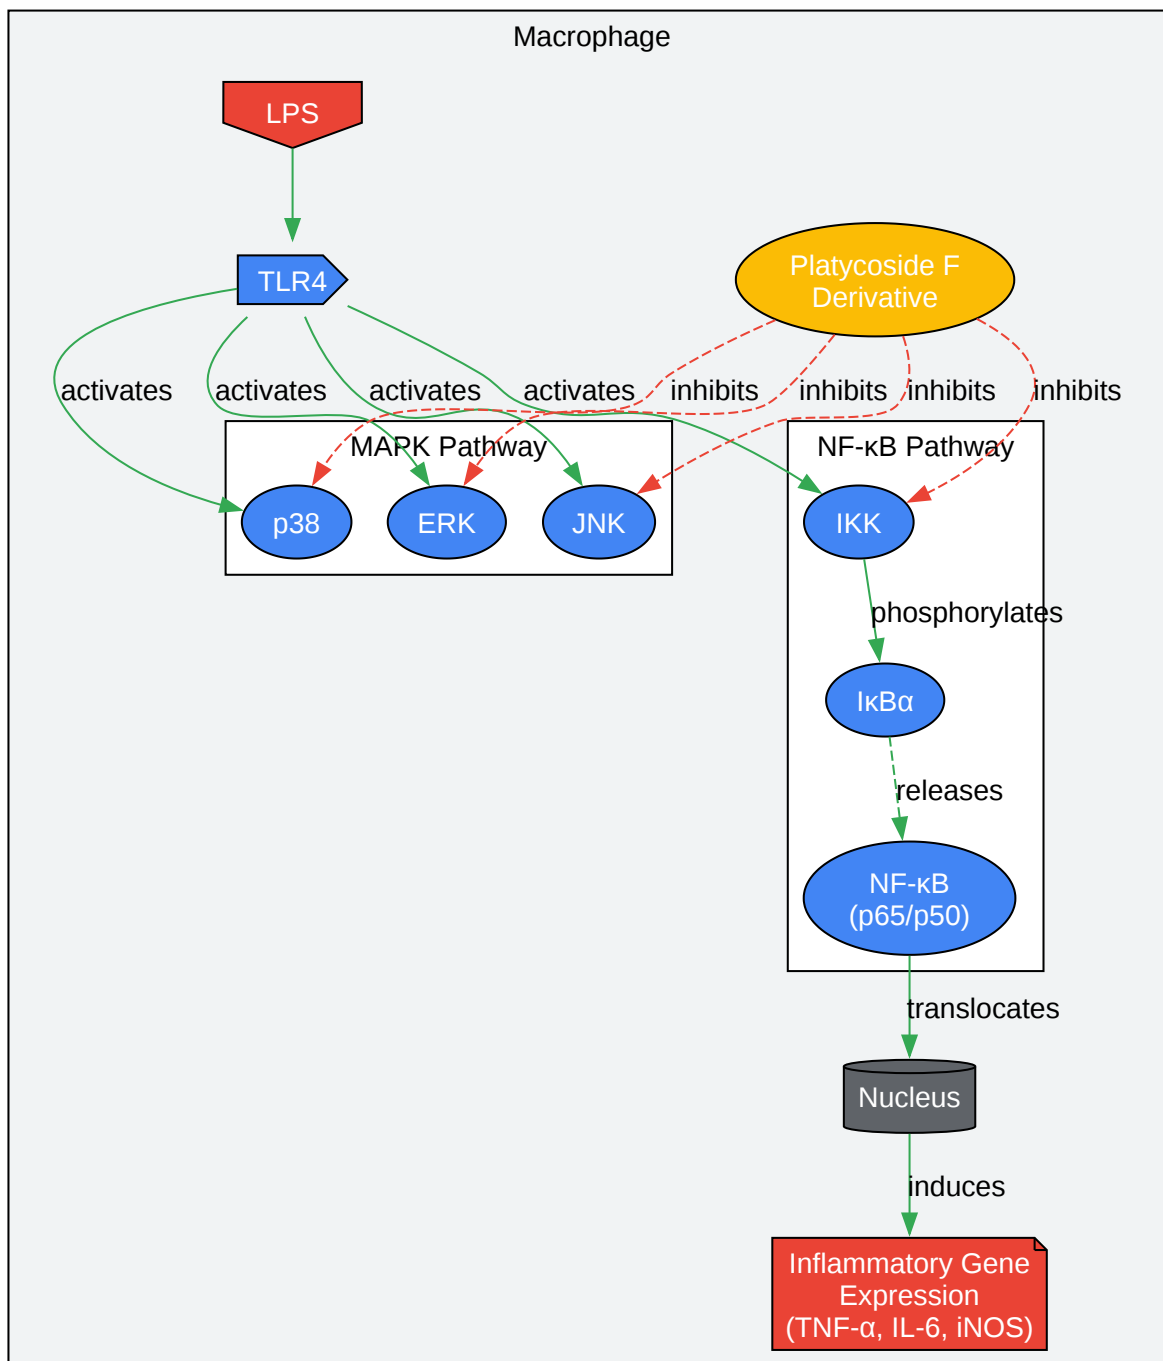 Macrophage
LPS
TLR4
Platycoside F
Derivative
activates
activates
activates
activates
inhibits
inhibits
inhibits
inhibits
MAPK Pathway
NF-κB Pathway
p38
ERK
JNK
IKK
phosphorylates
IκBα
releases
NF-κB
(p65/p50)
translocates
Nucleus
induces
Inflammatory Gene
Expression
(TNF-α, IL-6, iNOS)